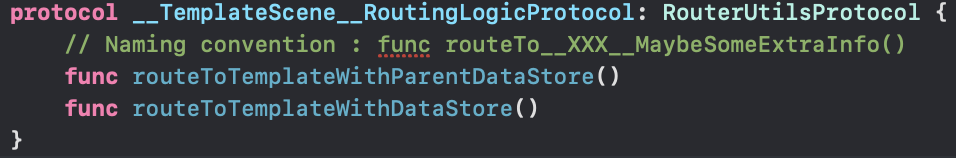 protocol __TemplateScene__RoutingLogicProtocol: RouterUtilsProtocol {
    // Naming convention : func routeTo__XXX__MaybeSomeExtraInfo()
    func routeToTemplateWithParentDataStore()
    func routeToTemplateWithDataStore()
}